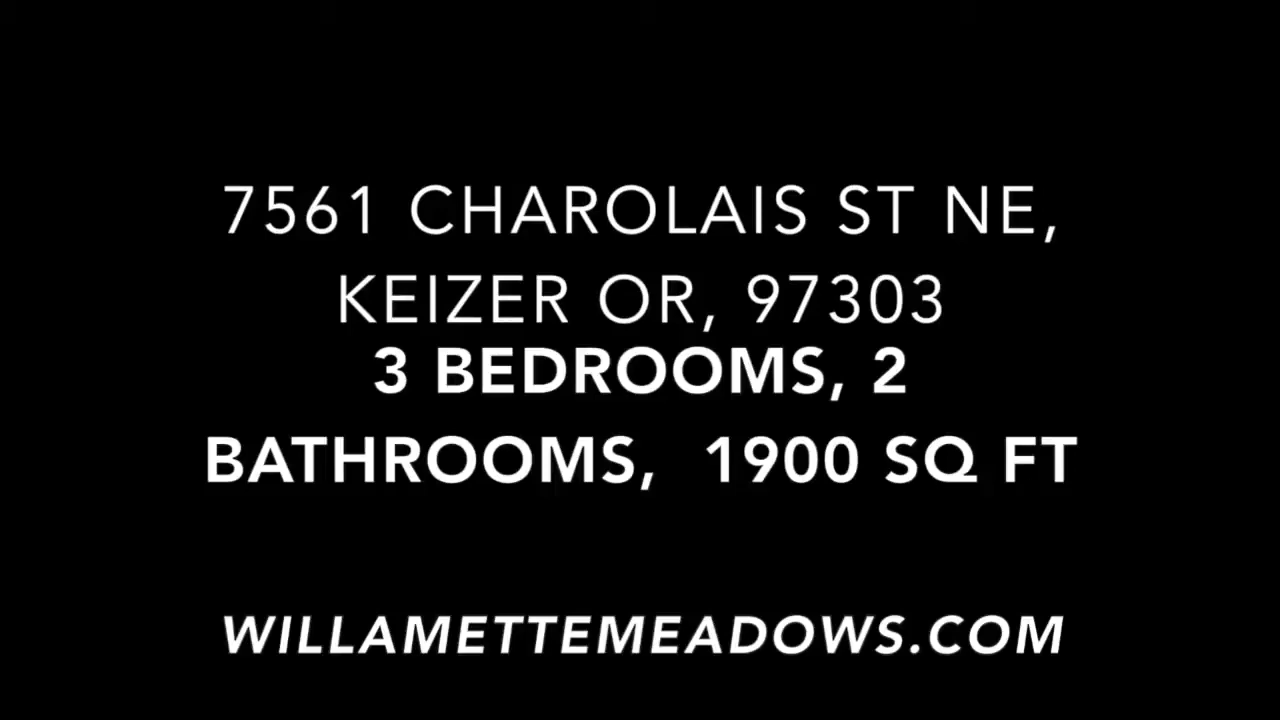 7561 CHAROLAIS ST NE,
KEIZER OR, 97303
3 BEDROOMS, 2
BATHROOMS,  1900 SQ FT
WILLAMETTEMEADOWS.COM